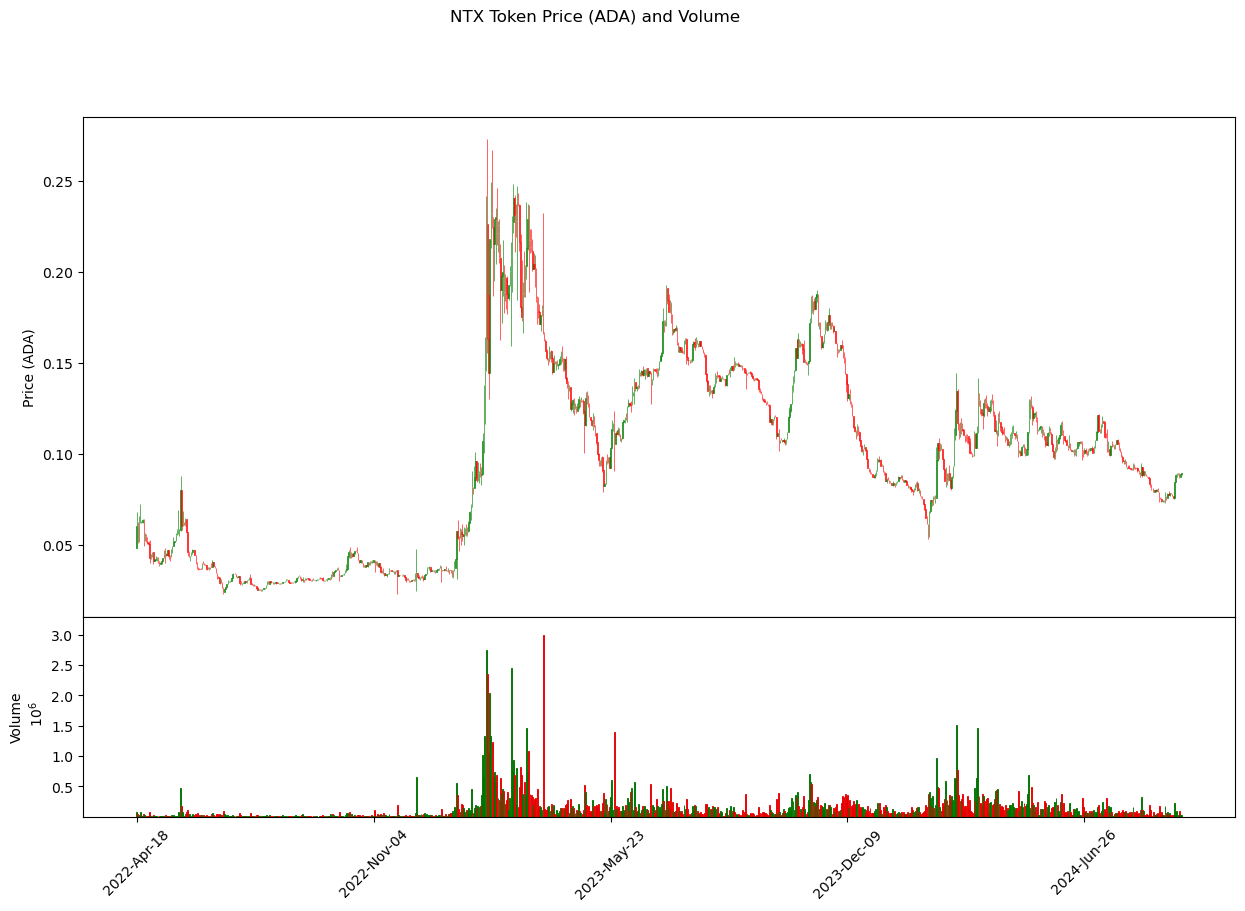 NTX Token Price (ADA) and Volume
Price (ADA)
0.25
0.20
0.15
0.10
0.05
Volume
10⁶
3.0
2.5
2.0
1.5
1.0
0.5
2022-Apr-18
2022-Nov-04
2023-May-23
2023-Dec-09
2024-Jun-26